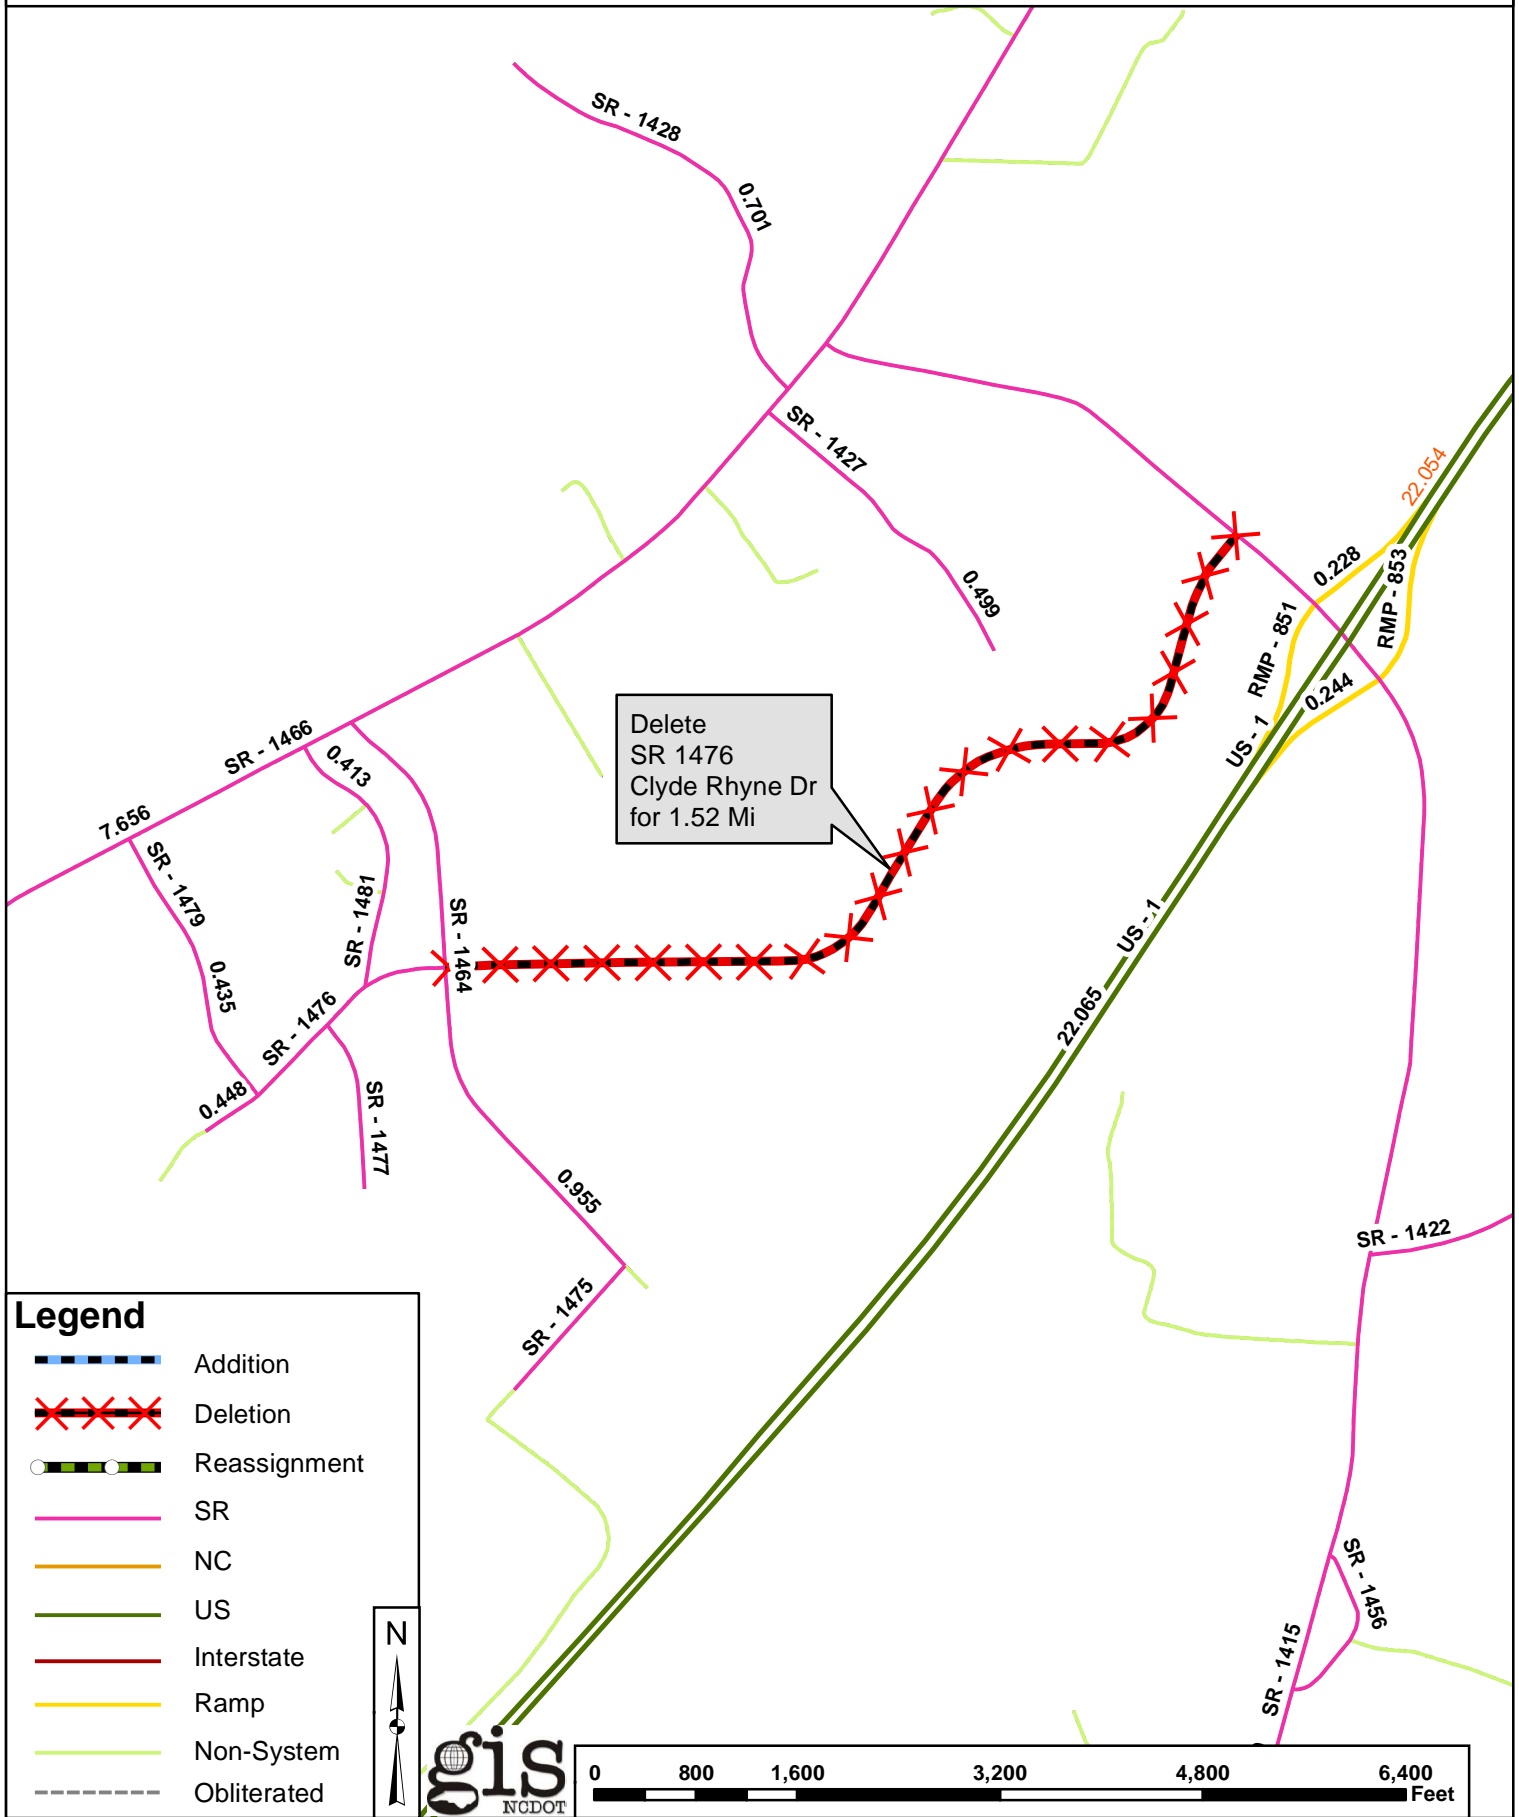 SR - 1428
0.701
SR - 1427
0.499
22.054
0.228
RMP - 853
RMP - 851
0.244
US - 1
Delete
SR 1476
Clyde Rhyne Dr
for 1.52 Mi
SR - 1466
0.413
7.656
SR - 1479
SR - 1481
SR - 1464
0.435
SR - 1476
0.448
SR - 1477
US - 1
22.065
0.955
SR - 1475
SR - 1422
SR - 1456
SR - 1415
Legend
Addition
Deletion
Reassignment
SR
NC
US
Interstate
Ramp
Non-System
Obliterated
N
gis
NCDOT
0 800 1,600 3,200 4,800 6,400
Feet